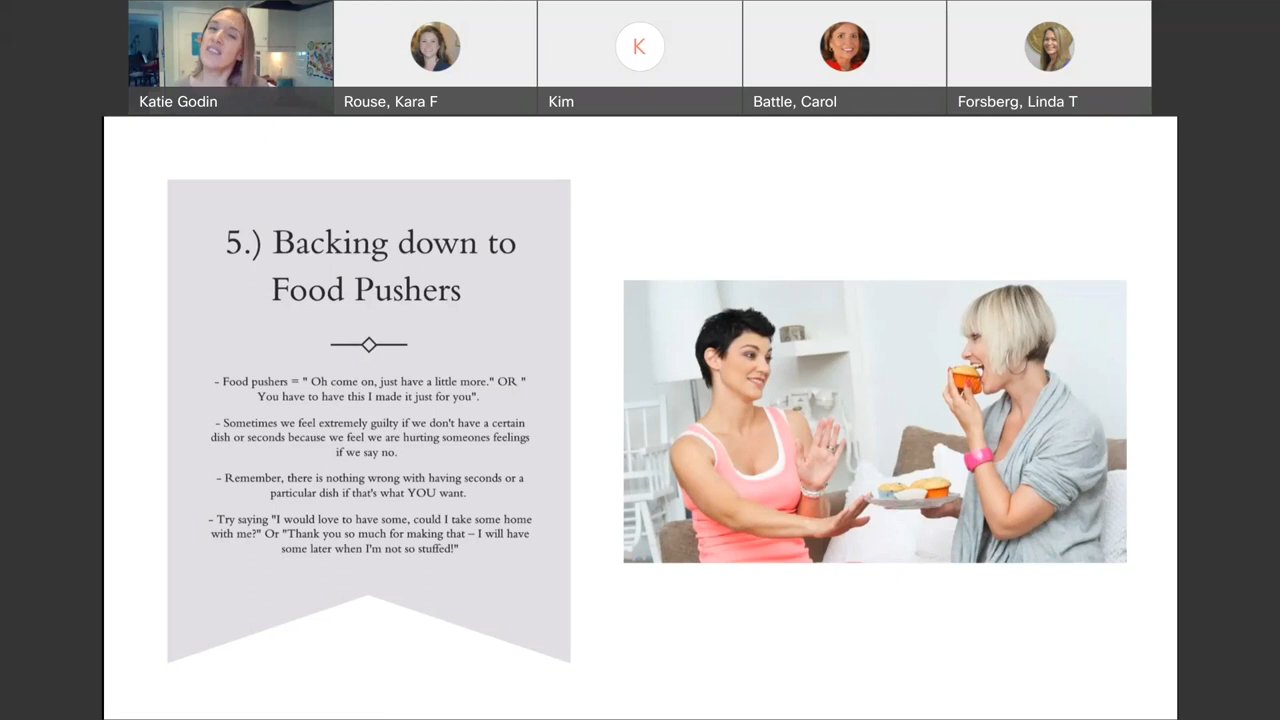 Katie Godin
Rouse, Kara F
K
Kim
Battle, Carol
Forsberg, Linda T
5.) Backing down to
Food Pushers
- Food pushers = " Oh come on, just have a little more." OR "
You have to have this I made it just for you".
- Sometimes we feel extremely guilty if we don't have a certain
dish or seconds because we feel we are hurting someones feelings
if we say no.
- Remember, there is nothing wrong with having seconds or a
particular dish if that's what YOU want.
- Try saying "I would love to have some, could I take some home
with me?" Or "Thank you so much for making that – I will have
some later when I'm not so stuffed!"